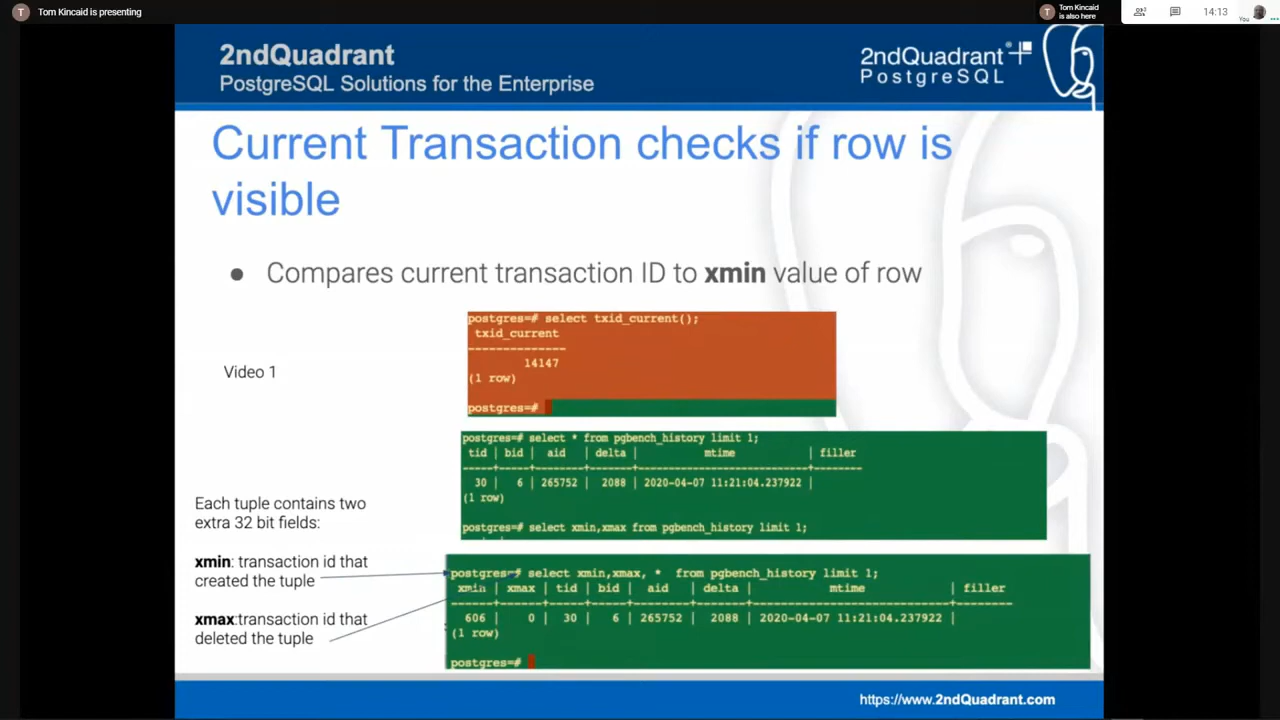 T Tom Kincaid is presenting
T Tom Kincaid is also here
14:13
You
2ndQuadrant
PostgreSQL Solutions for the Enterprise
2ndQuadrant®
PostgreSQL
Current Transaction checks if row is
visible
● Compares current transaction ID to xmin value of row
postgres=# select txid_current();
txid_current
--------------
14147
(1 row)
postgres=#
Video 1
postgres=# select * from pgbench_history limit 1;
tid | bid | aid | delta | mtime | filler
-----+-----+--------+-------+----------------------------+--------
30 | 6 | 265752 | 2088 | 2020-04-07 11:21:04.237922 |
(1 row)
postgres=# select xmin,xmax from pgbench_history limit 1;
Each tuple contains two
extra 32 bit fields:
xmin: transaction id that
created the tuple
xmax:transaction id that
deleted the tuple
postgres=# select xmin,xmax, * from pgbench_history limit 1;
xmin | xmax | tid | bid | aid | delta | mtime | filler
------+------+-----+-----+--------+-------+----------------------------+--------
606 | 0 | 30 | 6 | 265752 | 2088 | 2020-04-07 11:21:04.237922 |
(1 row)
postgres=#
https://www.2ndQuadrant.com